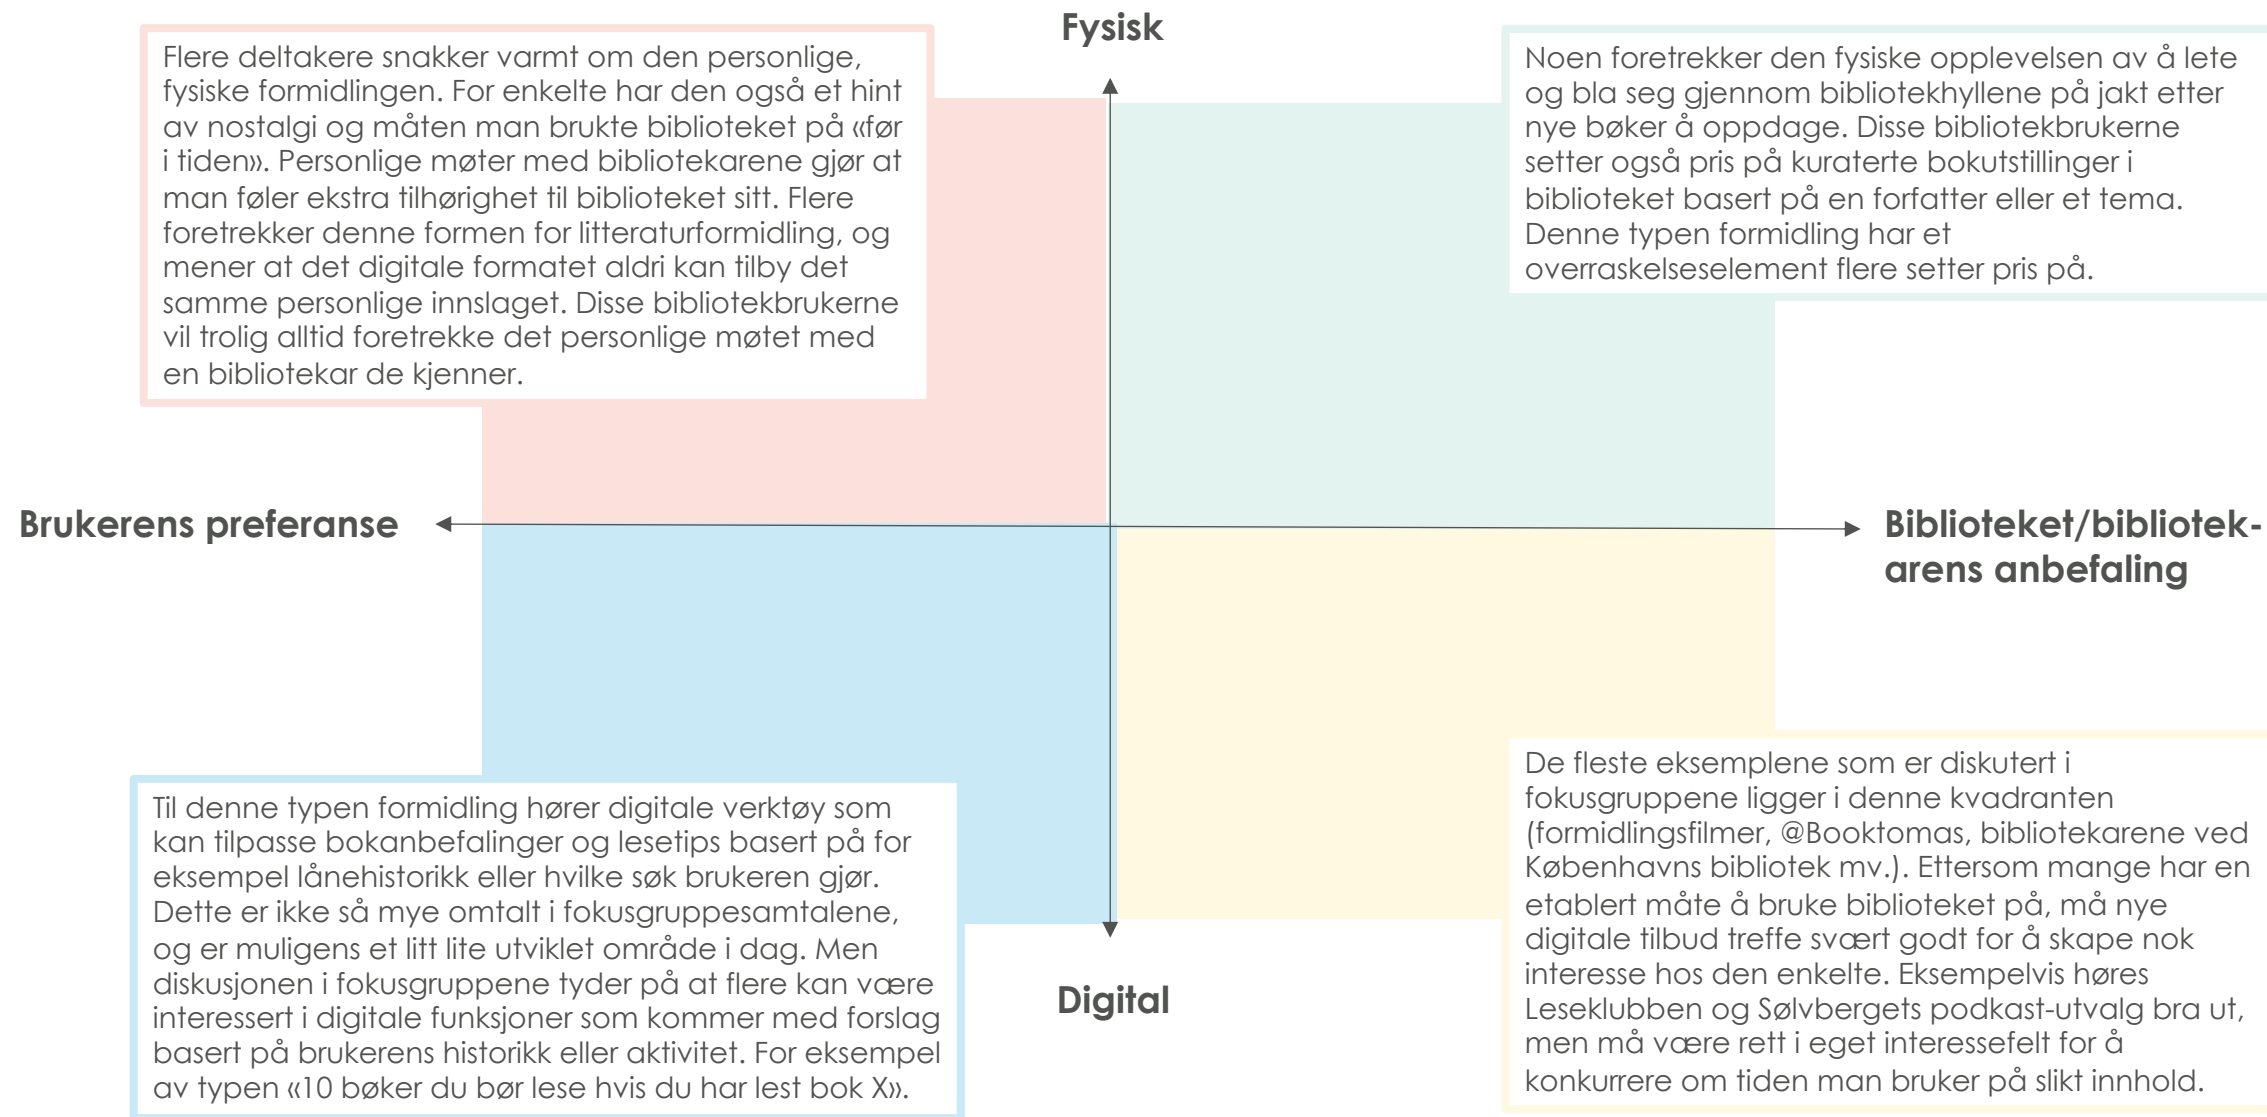 Fysisk
Flere deltakere snakker varmt om den personlige,
fysiske formidlingen. For enkelte har den også et hint
av nostalgi og måten man brukte biblioteket på «før
i tiden». Personlige møter med bibliotekarene gjør at
man føler ekstra tilhørighet til biblioteket sitt. Flere
foretrekker denne formen for litteraturformidling, og
mener at det digitale formatet aldri kan tilby det
samme personlige innslaget. Disse bibliotekbrukerne
vil trolig alltid foretrekke det personlige møtet med
en bibliotekar de kjenner.
Noen foretrekker den fysiske opplevelsen av å lete
og bla seg gjennom bibliotekhyllene på jakt etter
nye bøker å oppdage. Disse bibliotekbrukerne
setter også pris på kuraterte bokutstillinger i
biblioteket basert på en forfatter eller et tema.
Denne typen formidling har et
overraskelseselement flere setter pris på.
Brukerens preferanse
Biblioteket/bibliotek-
arens anbefaling
Til denne typen formidling hører digitale verktøy som
kan tilpasse bokanbefalinger og lesetips basert på for
eksempel lånehistorikk eller hvilke søk brukeren gjør.
Dette er ikke så mye omtalt i fokusgruppesamtalene,
og er muligens et litt lite utviklet område i dag. Men
diskusjonen i fokusgruppene tyder på at flere kan være
interessert i digitale funksjoner som kommer med forslag
basert på brukerens historikk eller aktivitet. For eksempel
av typen «10 bøker du bør lese hvis du har lest bok X».
Digital
De fleste eksemplene som er diskutert i
fokusgruppene ligger i denne kvadranten
(formidlingsfilmer, @Booktomas, bibliotekarene ved
Københavns bibliotek mv.). Ettersom mange har en
etablert måte å bruke biblioteket på, må nye
digitale tilbud treffe svært godt for å skape nok
interesse hos den enkelte. Eksempelvis høres
Leseklubben og Sølvbergets podkast-utvalg bra ut,
men må være rett i eget interessefelt for å
konkurrere om tiden man bruker på slikt innhold.